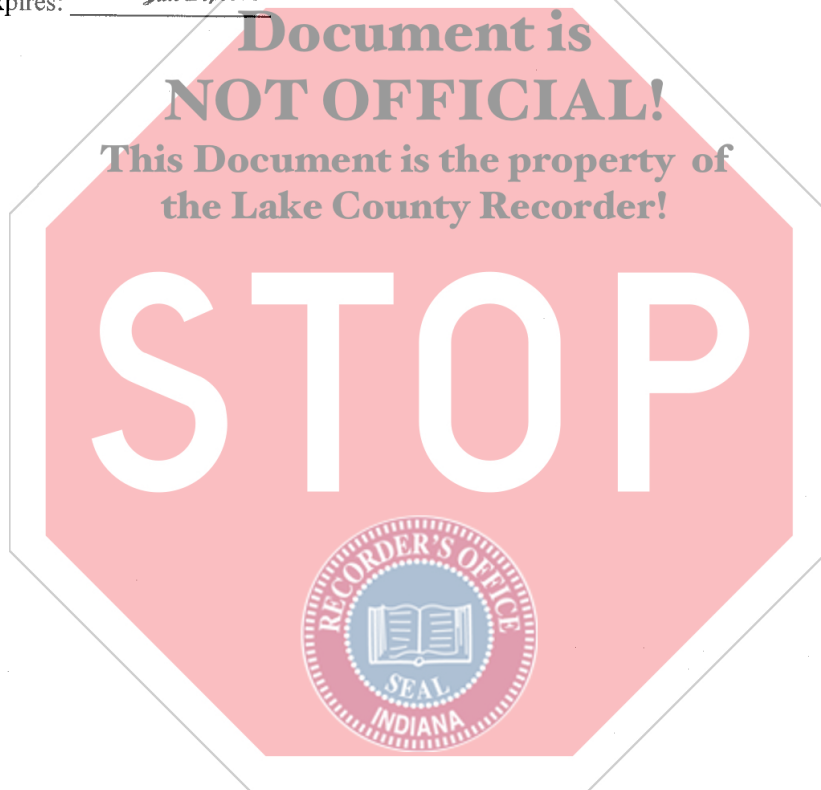 xpires:
Document is
NOT OFFICIAL!
This Document is the property of
the Lake County Recorder!
STOP
RECORDER'S OFFICE
SEAL
INDIANA